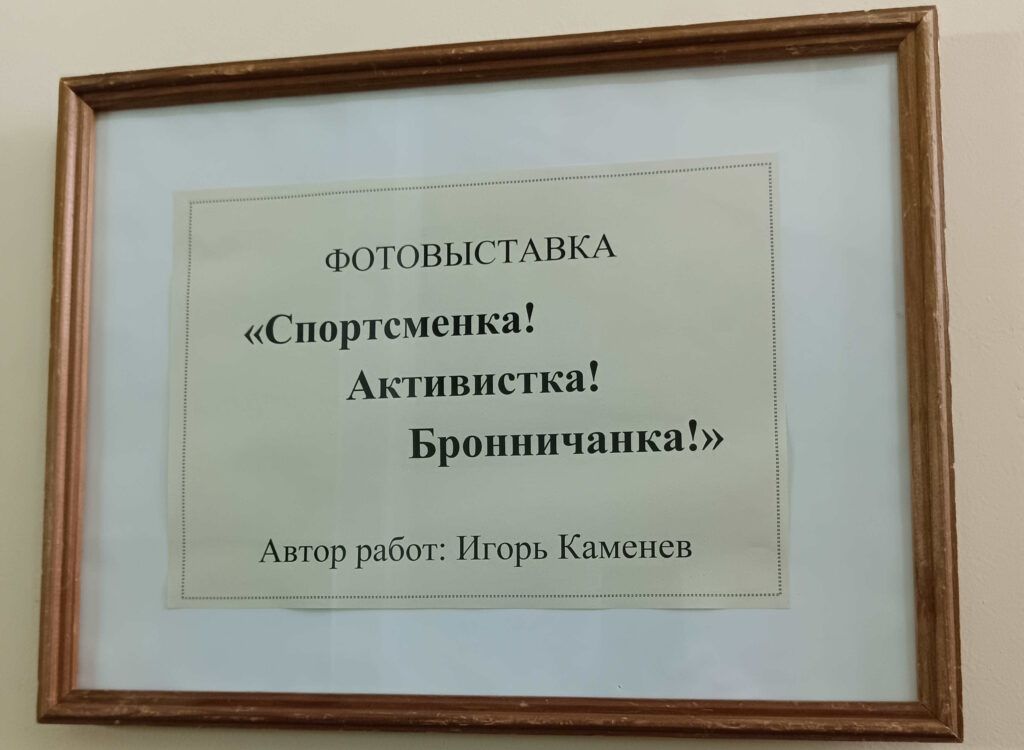 ФОТОВЫСТАВКА
«Спортсменка!
Активистка!
Бронничанка!»
Автор работ: Игорь Каменев